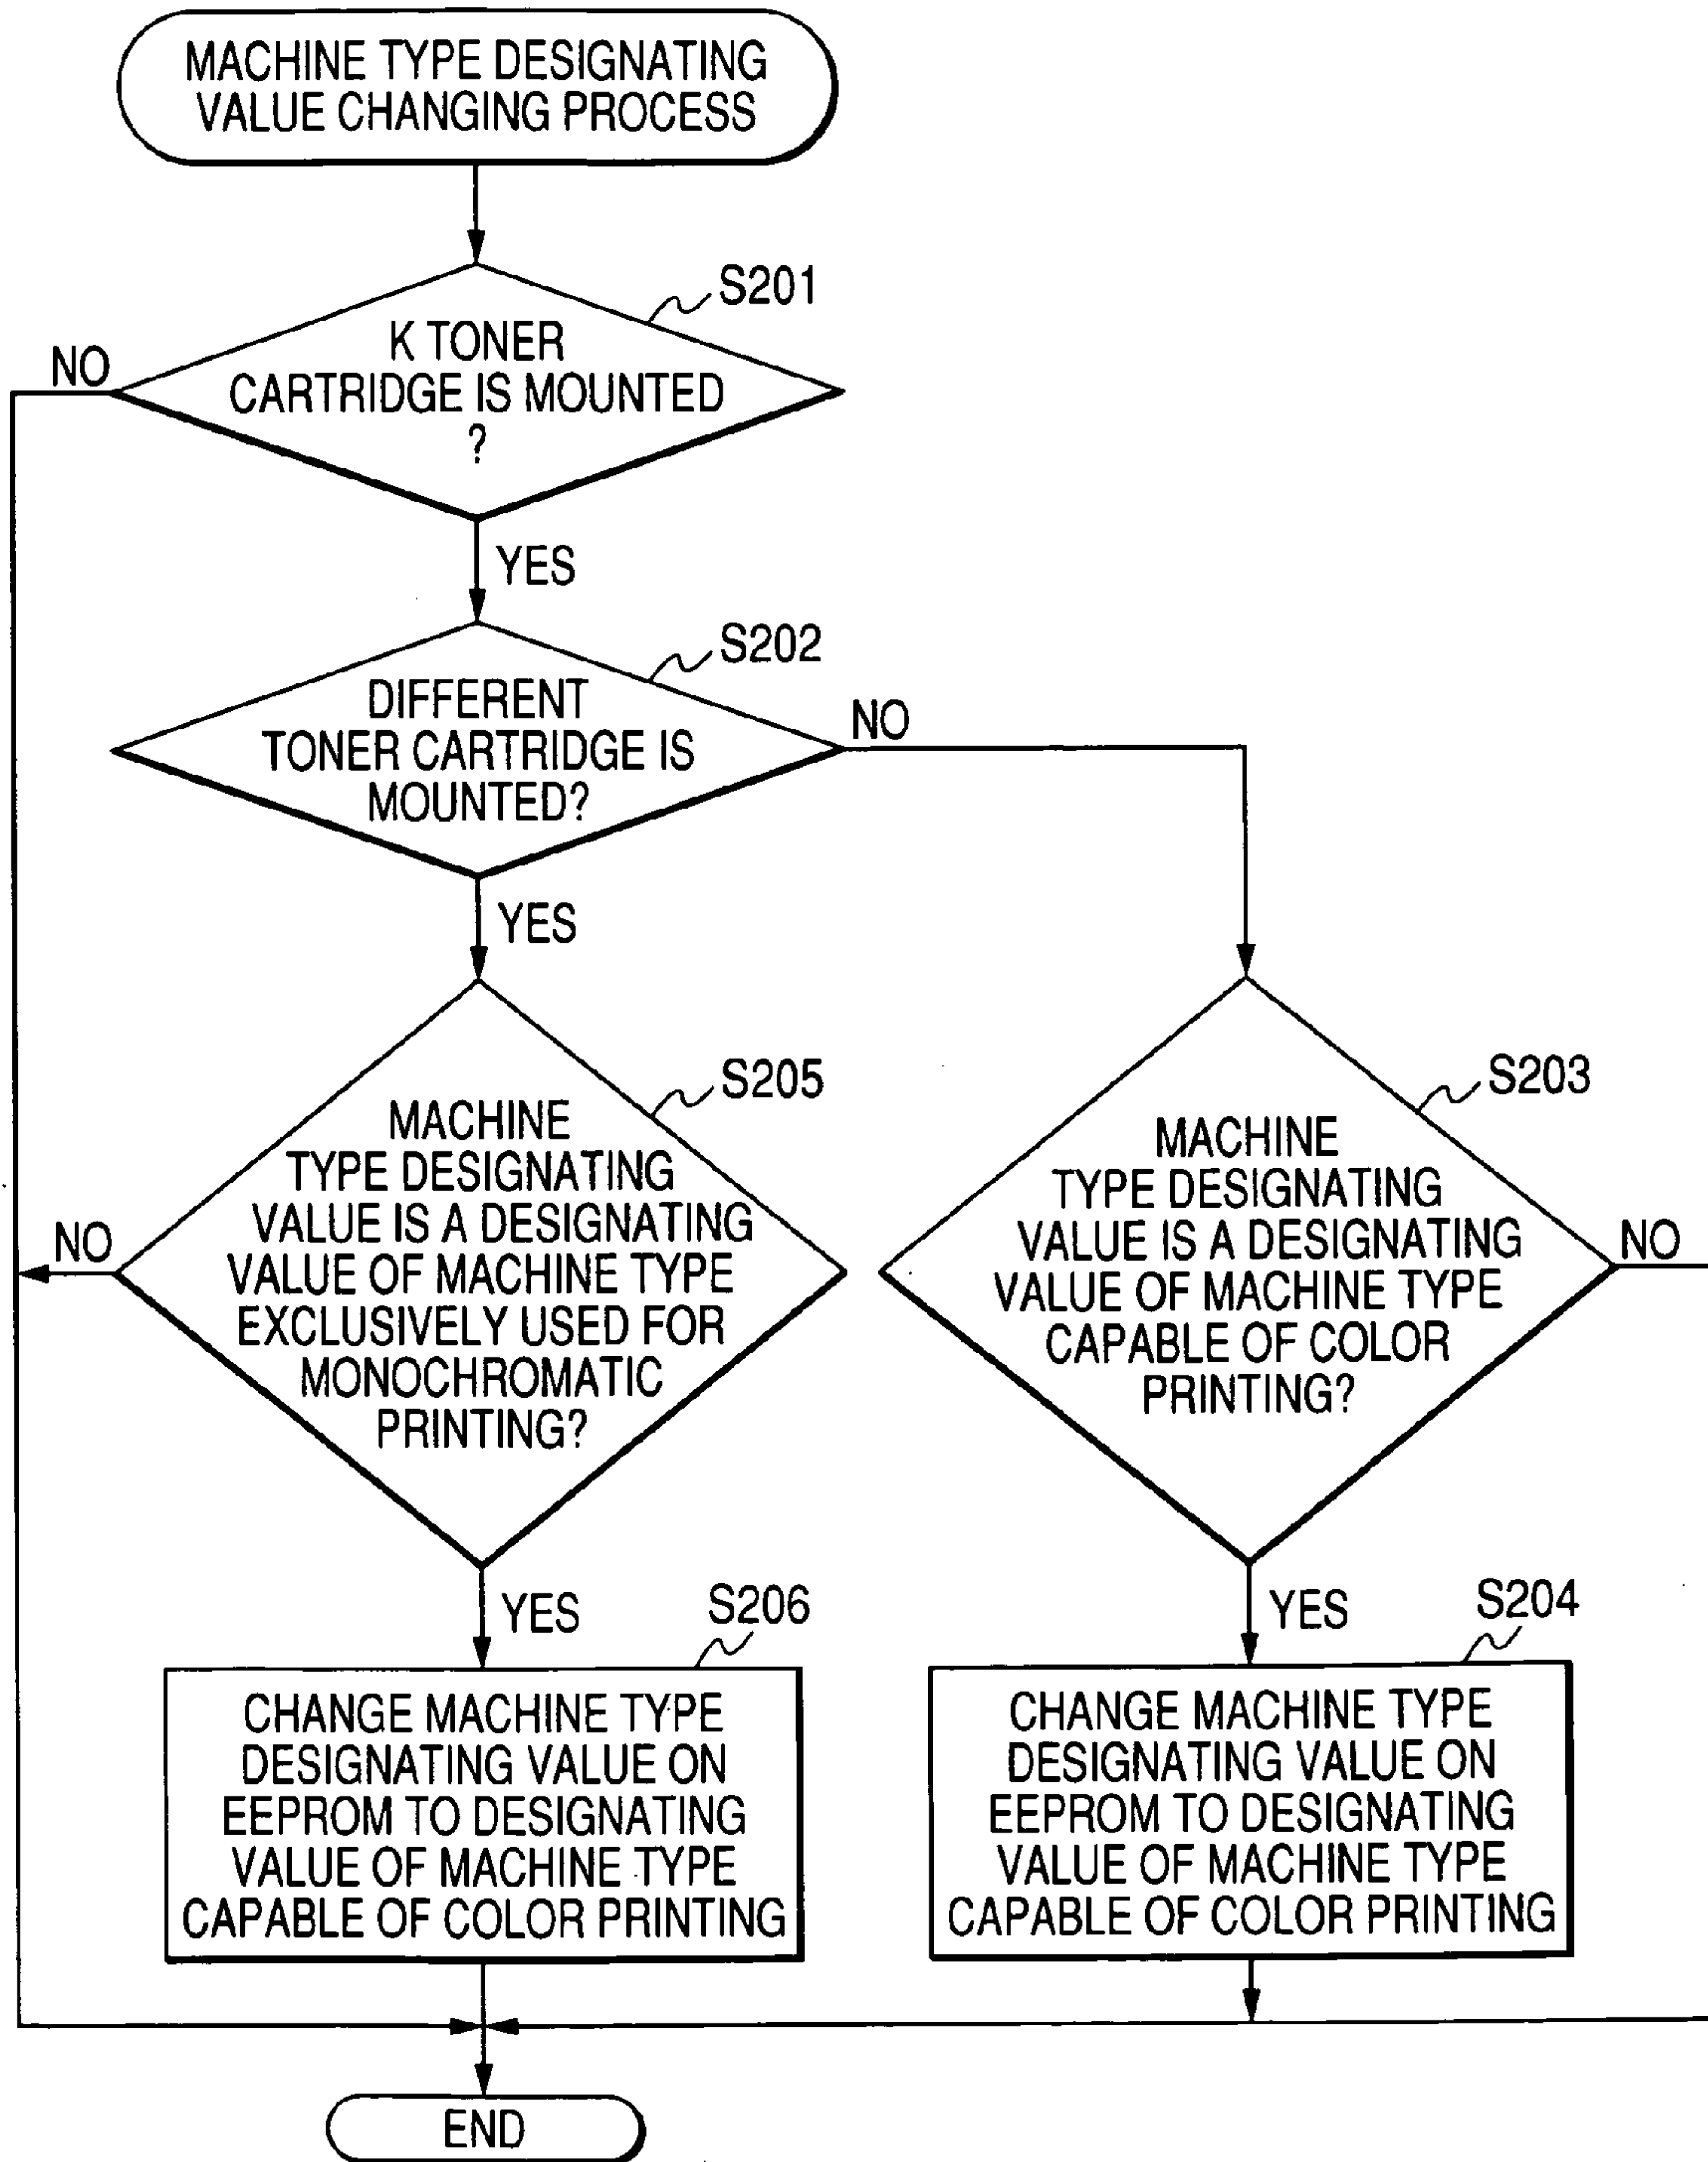 MACHINE TYPE DESIGNATING
VALUE CHANGING PROCESS
S201
K TONER
CARTRIDGE IS MOUNTED
?
NO
YES
S202
DIFFERENT
TONER CARTRIDGE IS
MOUNTED?
NO
YES
S205
MACHINE
TYPE DESIGNATING
VALUE IS A DESIGNATING
VALUE OF MACHINE TYPE
EXCLUSIVELY USED FOR
MONOCHROMATIC
PRINTING?
NO
YES
S203
MACHINE
TYPE DESIGNATING
VALUE IS A DESIGNATING
VALUE OF MACHINE TYPE
CAPABLE OF COLOR
PRINTING?
NO
YES
S206
CHANGE MACHINE TYPE
DESIGNATING VALUE ON
EEPROM TO DESIGNATING
VALUE OF MACHINE TYPE
CAPABLE OF COLOR PRINTING
S204
CHANGE MACHINE TYPE
DESIGNATING VALUE ON
EEPROM TO DESIGNATING
VALUE OF MACHINE TYPE
CAPABLE OF COLOR PRINTING
END